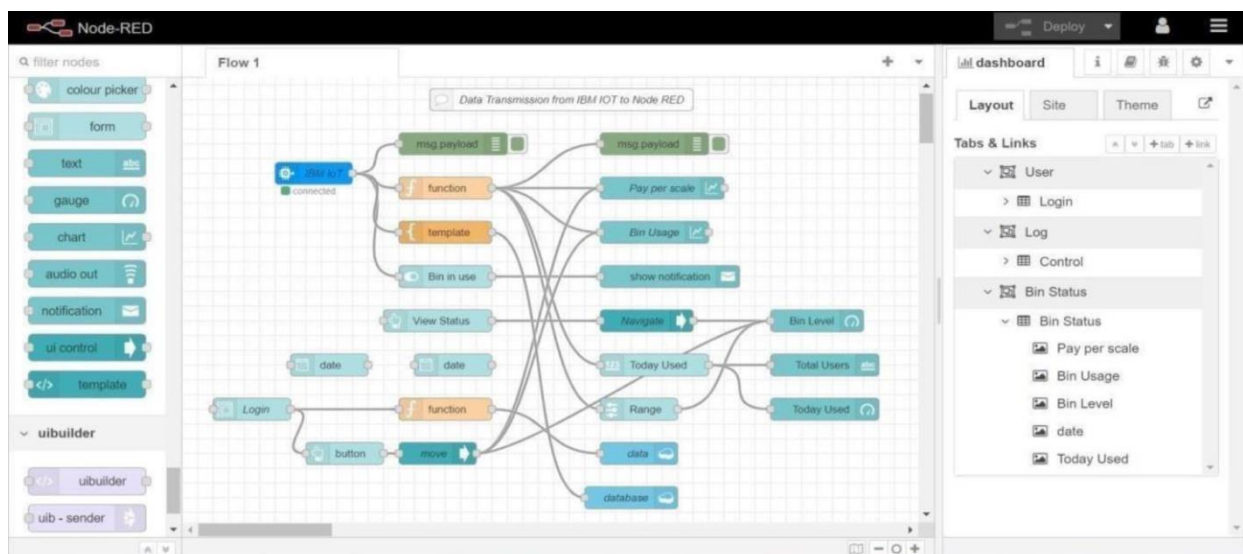 Node-RED
Deploy
filter nodes
colour picker
form
text
abc
gauge
chart
audio out
notification
ui control
</> template
uibuilder
</> uibuilder
uib - sender
Flow 1
Data Transmission from IBM IOT to Node RED
msg.payload
msg.payload
IBM IoT
connected
function
Pay per scale
template
Bin Usage
Bin in use
show notification
View Status
Navigate
Bin Level
date
date
Today Used
Total Users
abc
Login
function
Range
Today Used
button
move
data
database
dashboard
i
Layout
Site
Theme
Tabs & Links
+ tab
+ link
User
Login
Log
Control
Bin Status
Bin Status
Pay per scale
Bin Usage
Bin Level
date
Today Used